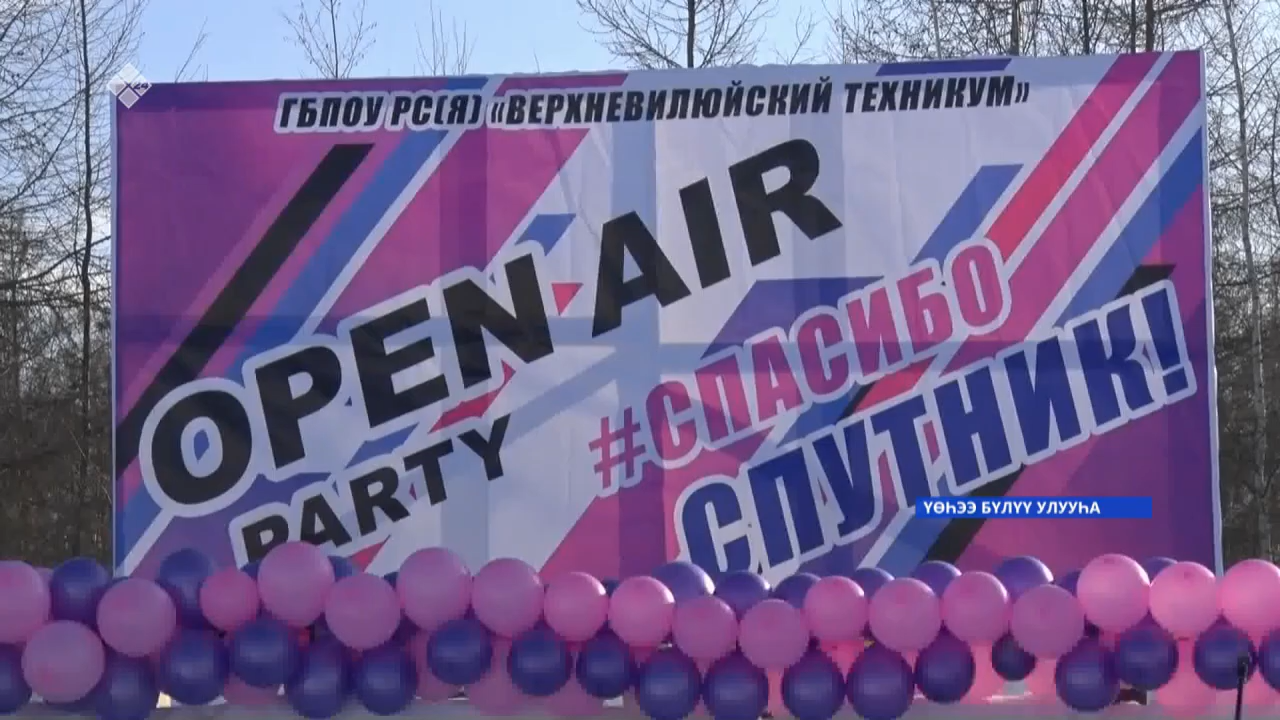 ГБПОУ РС(Я) «ВЕРХНЕВИЛЮЙСКИЙ ТЕХНИКУМ»
OPEN AIR
PARTY
#СПАСИБО
СПУТНИК!
ҮӨҺЭЭ БҮЛҮҮ УЛУУҺА